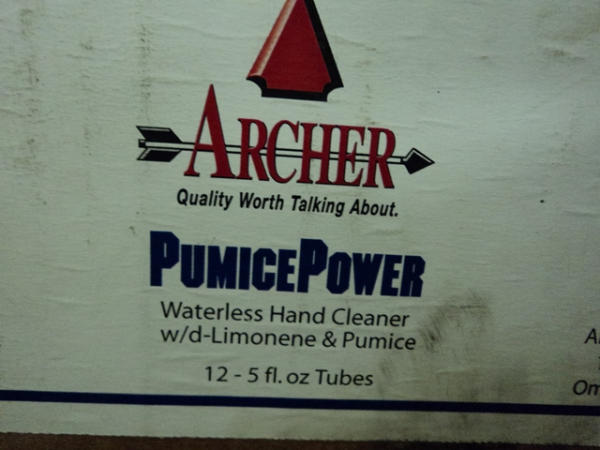 ARCHER
Quality Worth Talking About.
PUMICEPOWER
Waterless Hand Cleaner
w/d-Limonene & Pumice
12 - 5 fl. oz Tubes